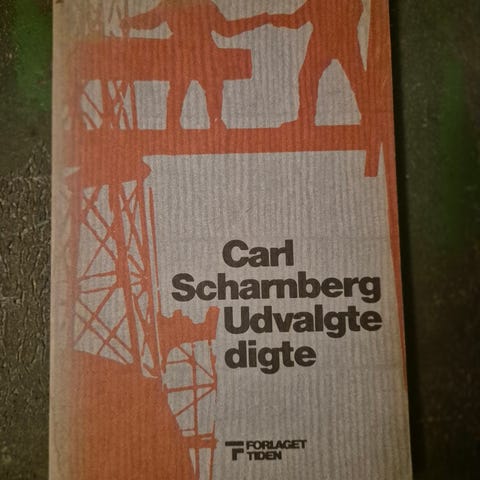 Carl
Scharnberg
Udvalgte
digte
FORLAGET
TIDEN